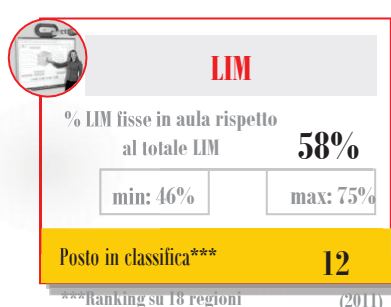 LIM
% LIM fisse in aula rispetto
al totale LIM 58%
min: 46% max: 75%
Posto in classifica*** 12
***Ranking su 18 regioni (2011)